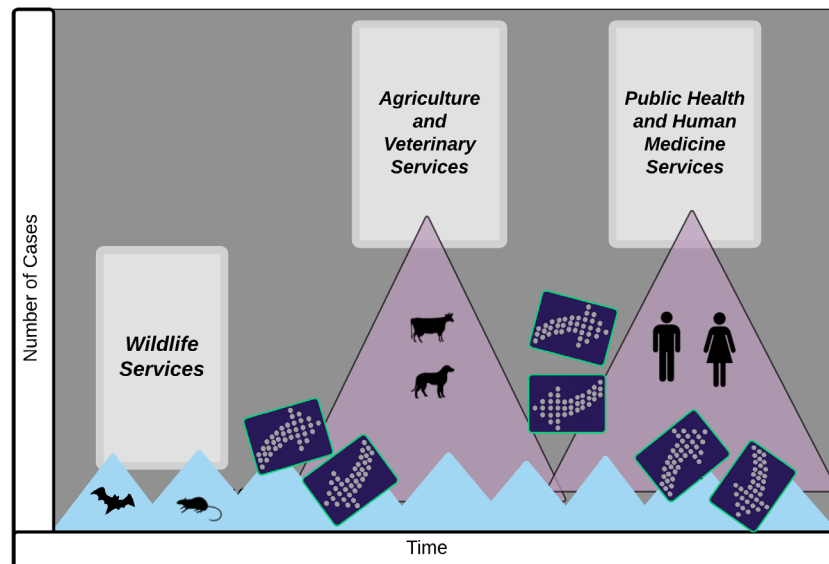 Agriculture
and
Veterinary
Services
Public Health
and Human
Medicine
Services
Wildlife
Services
Number of Cases
Time